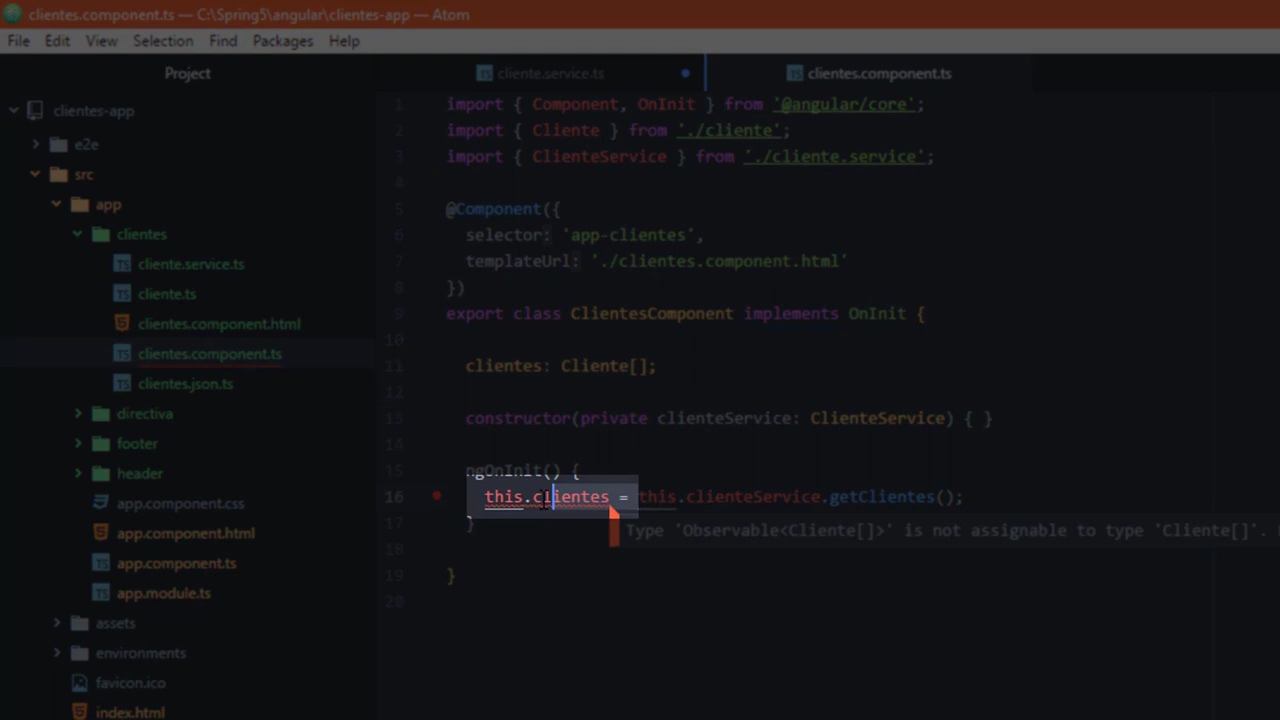 clientes.component.ts — C:\Spring5\angular\clientes-app — Atom
File Edit View Selection Find Packages Help
Project
clientes-app
e2e
src
app
clientes
cliente.service.ts
cliente.ts
clientes.component.html
clientes.component.ts
clientes.json.ts
directiva
footer
header
app.component.css
app.component.html
app.component.ts
app.module.ts
assets
environments
favicon.ico
index.html
cliente.service.ts clientes.component.ts
1 import { Component, OnInit } from '@angular/core';
2 import { Cliente } from './cliente';
3 import { ClienteService } from './cliente.service';
4
5 @Component({
6 selector: 'app-clientes',
7 templateUrl: './clientes.component.html'
8 })
9 export class ClientesComponent implements OnInit {
10
11 clientes: Cliente[];
12
13 constructor(private clienteService: ClienteService) { }
14
15 ngOnInit() {
16 this.clientes = this.clienteService.getClientes();
17 }
Type 'Observable<Cliente[]>' is not assignable to type 'Cliente[]'.
18
19 }
20